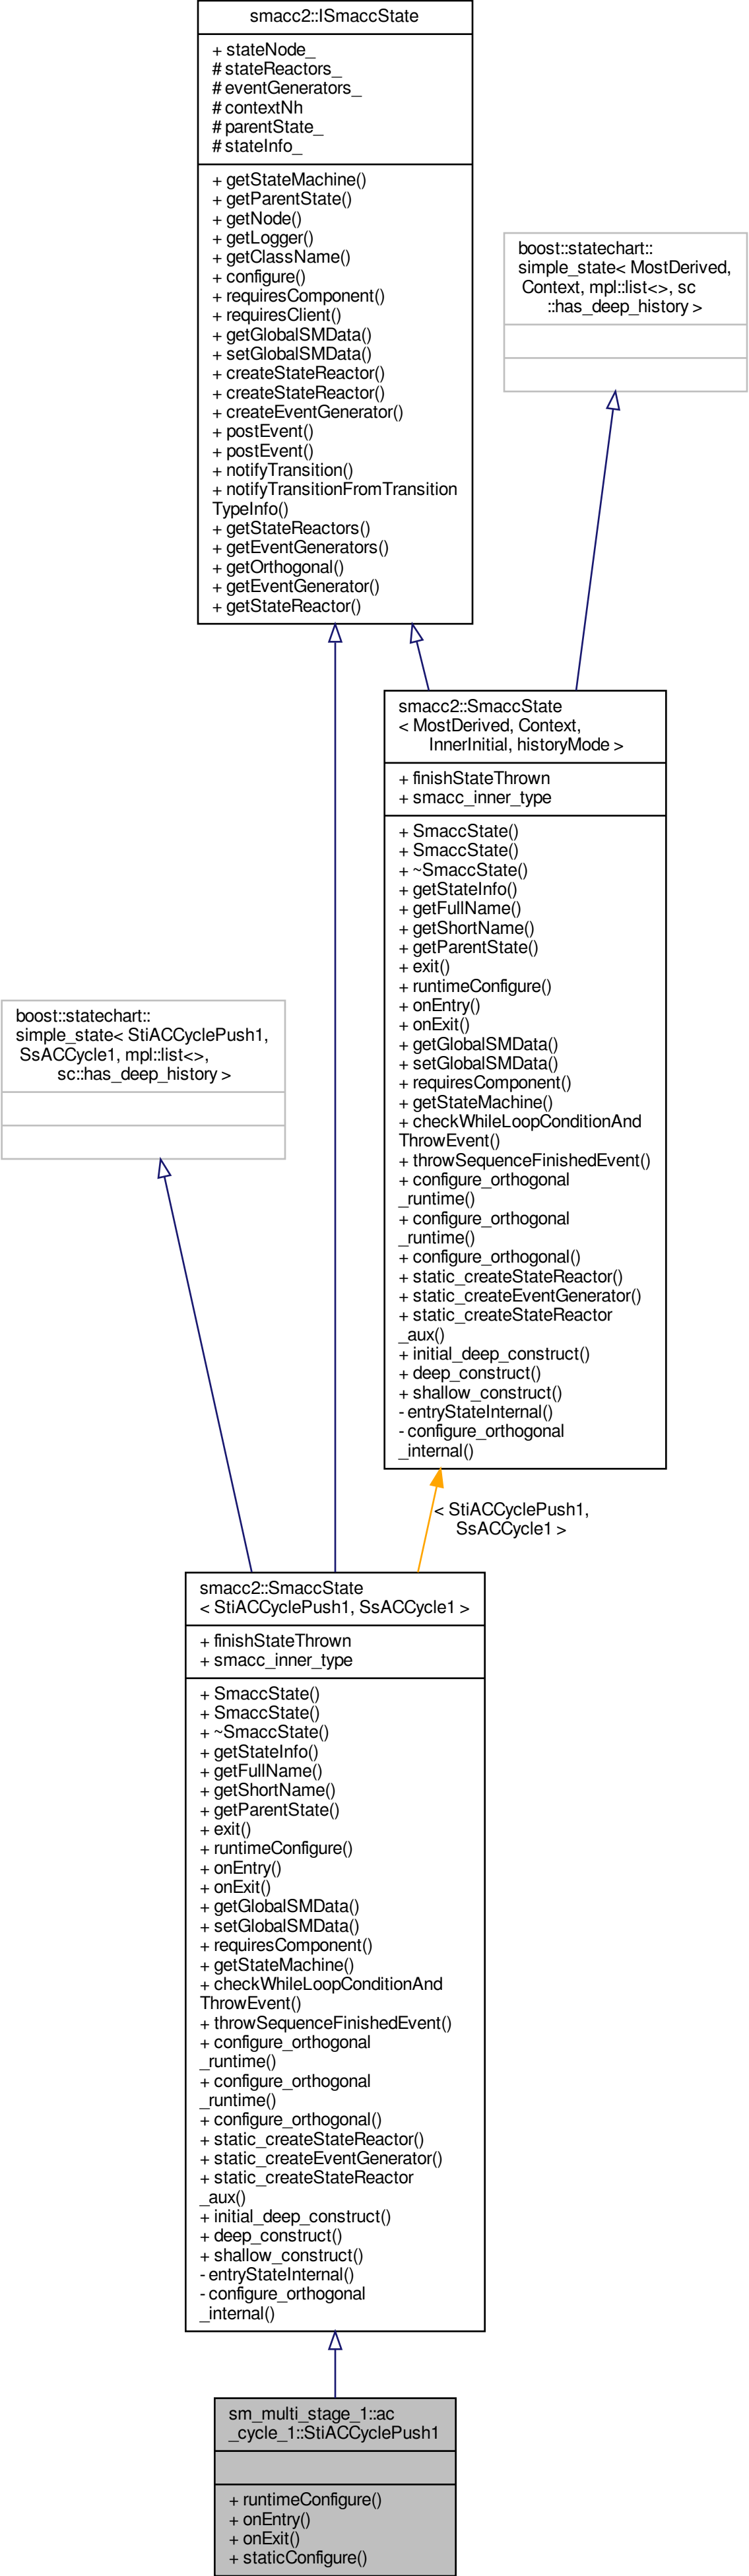 smacc2::ISmaccState
+ stateNode_
# stateReactors_
# eventGenerators_
# contextNh
# parentState_
# stateInfo_
+ getStateMachine()
+ getParentState()
+ getNode()
+ getLogger()
+ getClassName()
+ configure()
+ requiresComponent()
+ requiresClient()
+ getGlobalSMData()
+ setGlobalSMData()
+ createStateReactor()
+ createStateReactor()
+ createEventGenerator()
+ postEvent()
+ postEvent()
+ notifyTransition()
+ notifyTransitionFromTransition
TypeInfo()
+ getStateReactors()
+ getEventGenerators()
+ getOrthogonal()
+ getEventGenerator()
+ getStateReactor()
boost::statechart::
simple_state< MostDerived,
Context, mpl::list<>, sc
::has_deep_history >
smacc2::SmaccState
< MostDerived, Context,
InnerInitial, historyMode >
+ finishStateThrown
+ smacc_inner_type
+ SmaccState()
+ SmaccState()
+ ~SmaccState()
+ getStateInfo()
+ getFullName()
+ getShortName()
+ getParentState()
+ exit()
+ runtimeConfigure()
+ onEntry()
+ onExit()
+ getGlobalSMData()
+ setGlobalSMData()
+ requiresComponent()
+ getStateMachine()
+ checkWhileLoopConditionAnd
ThrowEvent()
+ throwSequenceFinishedEvent()
+ configure_orthogonal
_runtime()
+ configure_orthogonal
_runtime()
+ configure_orthogonal()
+ static_createStateReactor()
+ static_createEventGenerator()
+ static_createStateReactor
_aux()
+ initial_deep_construct()
+ deep_construct()
+ shallow_construct()
- entryStateInternal()
- configure_orthogonal
_internal()
boost::statechart::
simple_state< StiACCyclePush1,
SsACCycle1, mpl::list<>,
sc::has_deep_history >
< StiACCyclePush1,
SsACCycle1 >
smacc2::SmaccState
< StiACCyclePush1, SsACCycle1 >
+ finishStateThrown
+ smacc_inner_type
+ SmaccState()
+ SmaccState()
+ ~SmaccState()
+ getStateInfo()
+ getFullName()
+ getShortName()
+ getParentState()
+ exit()
+ runtimeConfigure()
+ onEntry()
+ onExit()
+ getGlobalSMData()
+ setGlobalSMData()
+ requiresComponent()
+ getStateMachine()
+ checkWhileLoopConditionAnd
ThrowEvent()
+ throwSequenceFinishedEvent()
+ configure_orthogonal
_runtime()
+ configure_orthogonal
_runtime()
+ configure_orthogonal()
+ static_createStateReactor()
+ static_createEventGenerator()
+ static_createStateReactor
_aux()
+ initial_deep_construct()
+ deep_construct()
+ shallow_construct()
- entryStateInternal()
- configure_orthogonal
_internal()
sm_multi_stage_1::ac
_cycle_1::StiACCyclePush1
+ runtimeConfigure()
+ onEntry()
+ onExit()
+ staticConfigure()